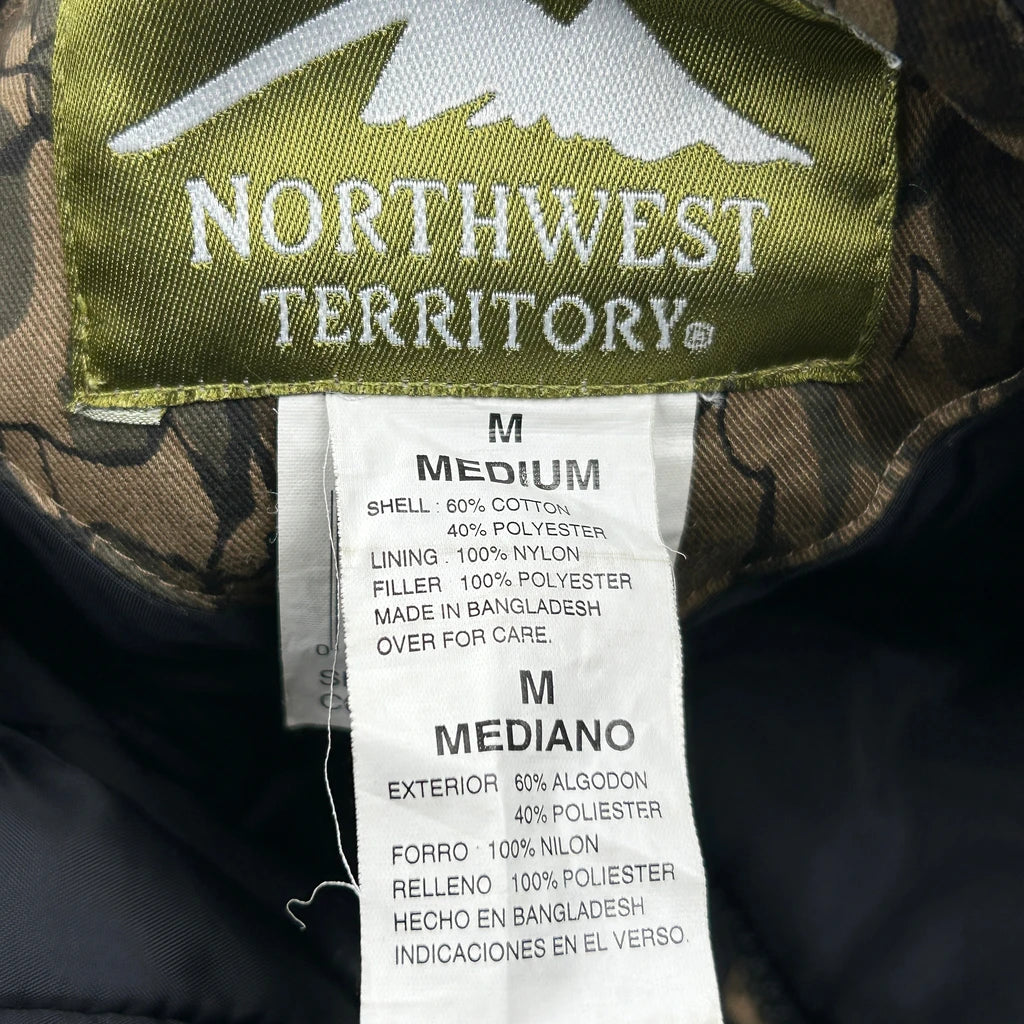 NORTHWEST
TERRITORY®
M
MEDIUM
SHELL : 60% COTTON
40% POLYESTER
LINING : 100% NYLON
FILLER 100% POLYESTER
MADE IN BANGLADESH
OVER FOR CARE.
M
MEDIANO
EXTERIOR 60% ALGODON
40% POLIESTER
FORRO : 100% NILON
RELLENO 100% POLIESTER
HECHO EN BANGLADESH
INDICACIONES EN EL VERSO.